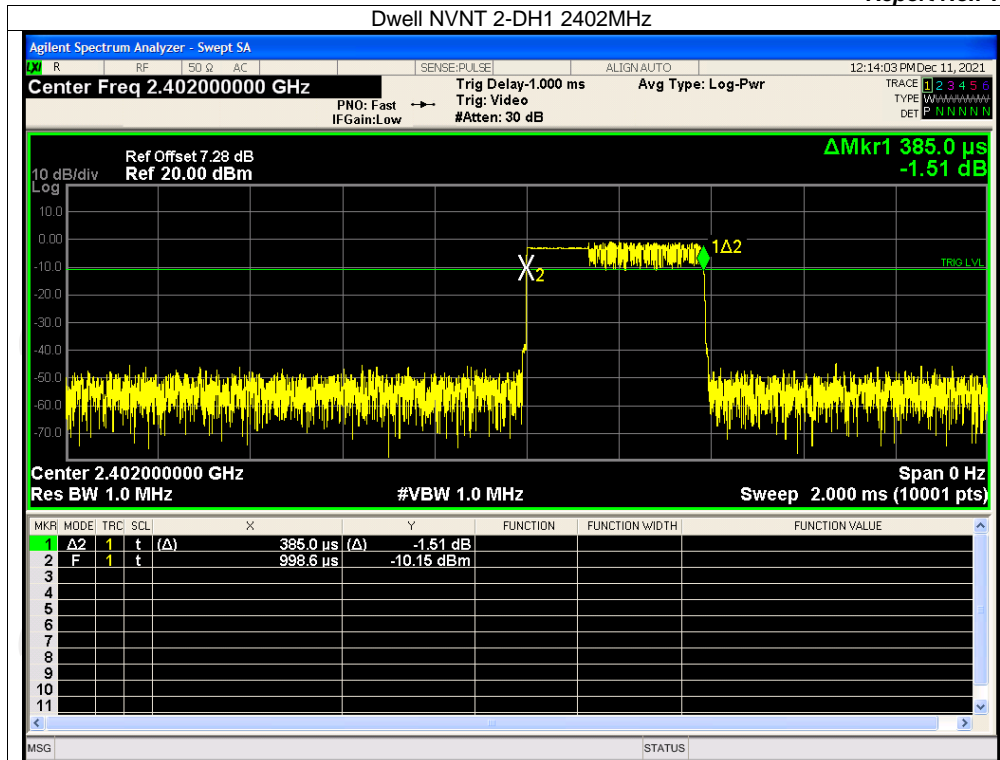 Dwell NVNT 2-DH1 2402MHz
Agilent Spectrum Analyzer - Swept SA
LXI R RF 50 Ω AC SENSE:PULSE ALIGN AUTO 12:14:03 PM Dec 11, 2021
Center Freq 2.402000000 GHz
PNO: Fast
IFGain:Low
Trig Delay-1.000 ms
Trig: Video
#Atten: 30 dB
Avg Type: Log-Pwr
TRACE 1 2 3 4 5 6
TYPE W
DET P N N N N N
ΔMkr1 385.0 µs
-1.51 dB
Ref Offset 7.28 dB
10 dB/div Ref 20.00 dBm
Log
10.0
0.00
-10.0
-20.0
-30.0
-40.0
-50.0
-60.0
-70.0
1Δ2
2
TRIG LVL
Center 2.402000000 GHz Span 0 Hz
Res BW 1.0 MHz #VBW 1.0 MHz Sweep 2.000 ms (10001 pts)
MKR MODE TRC SCL X Y FUNCTION FUNCTION WIDTH FUNCTION VALUE
1 Δ2 1 t (Δ) 385.0 µs (Δ) -1.51 dB
2 F 1 t 998.6 µs -10.15 dBm
3
4
5
6
7
8
9
10
11
MSG STATUS